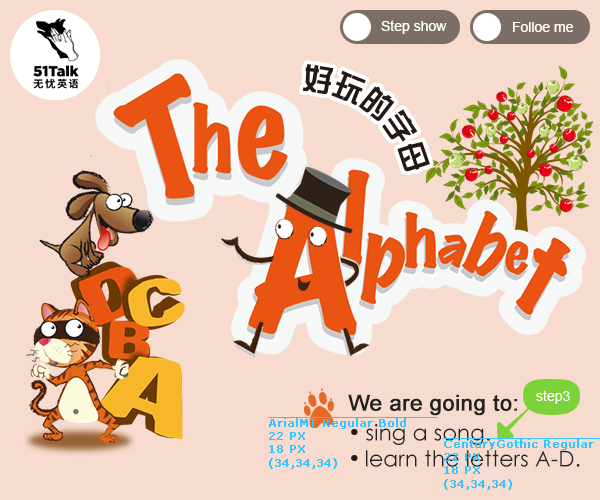 51Talk
无忧英语
Step show
Folloe me
好玩的字母
The
Alphabet
D
C
B
A
step3
We are going to:
ArialMT Regular Bold
22 PX
18 PX
(34,34,34)
• sing a song.
CenturyGothic Regular
18 PX
(34,34,34)
• learn the letters A-D.